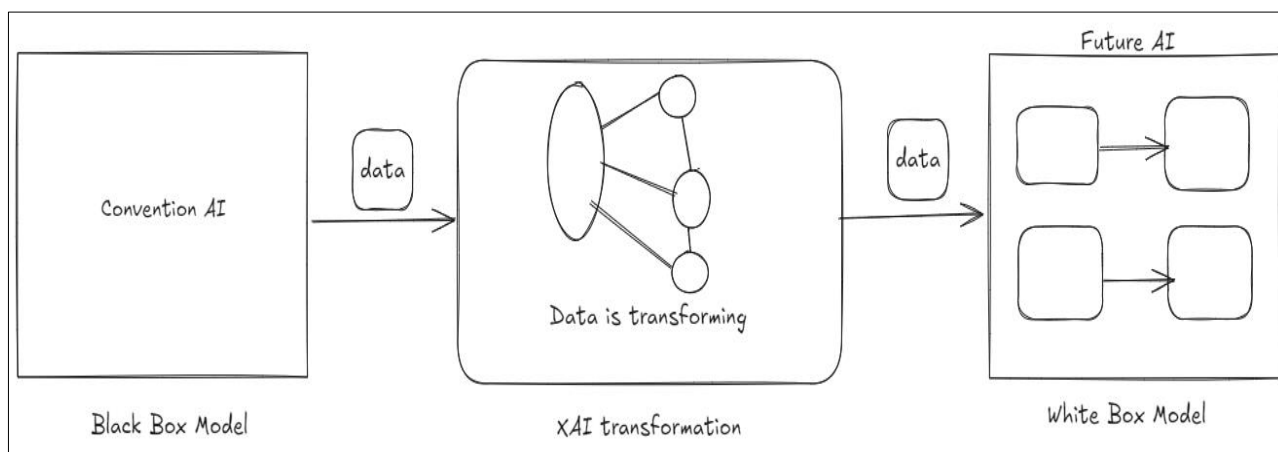 Future AI
Convention AI
data
data
Data is transforming
Black Box Model
XAI transformation
White Box Model